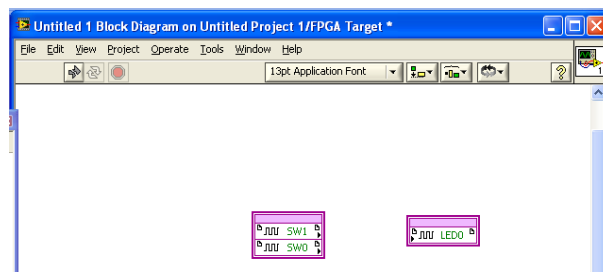 Untitled 1 Block Diagram on Untitled Project 1/FPGA Target *
File Edit View Project Operate Tools Window Help
13pt Application Font
1
SW1
SW0
LED0